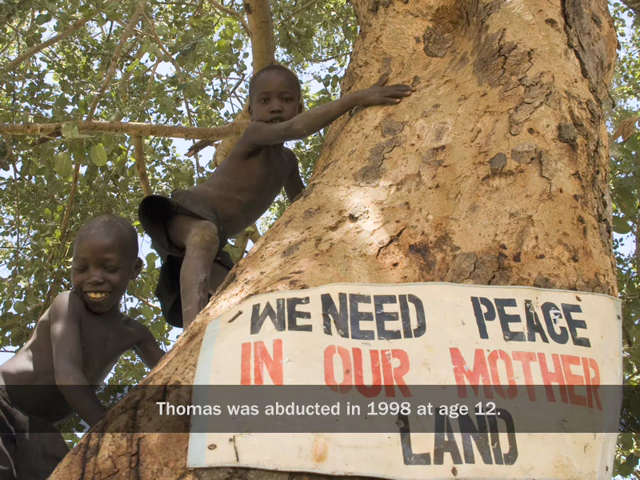 WE NEED PEACE
IN OUR MOTHER
Thomas was abducted in 1998 at age 12.
LAND